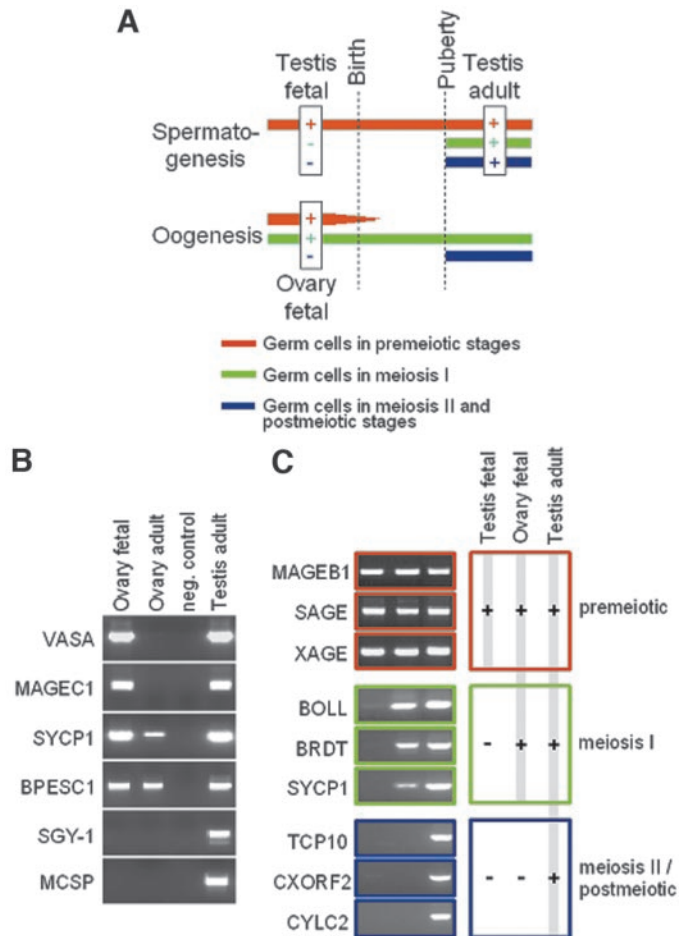 A
Testis
fetal
Birth
Puberty
Testis
adult
Spermato-
genesis
+
-
-
+
+
+
Oogenesis
+
+
-
Ovary
fetal
Germ cells in premeiotic stages
Germ cells in meiosis I
Germ cells in meiosis II and
postmeiotic stages
B
Ovary fetal
Ovary adult
neg. control
Testis adult
VASA
MAGEC1
SYCP1
BPESC1
SGY-1
MCSP
C
Testis fetal
Ovary fetal
Testis adult
MAGEB1
SAGE
XAGE
+ + + premeiotic
BOLL
BRDT
SYCP1
- + + meiosis I
TCP10
CXORF2
CYLC2
- - + meiosis II /
postmeiotic